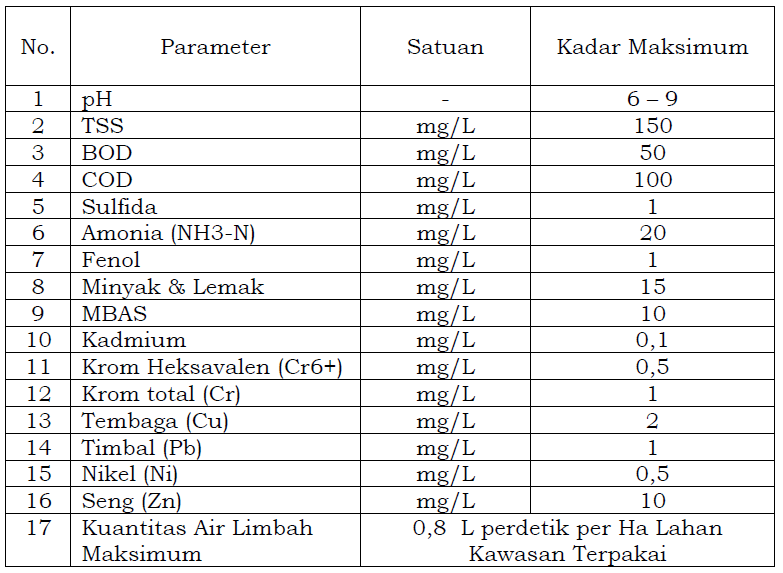 No. Parameter Satuan Kadar Maksimum
1 pH - 6 – 9
2 TSS mg/L 150
3 BOD mg/L 50
4 COD mg/L 100
5 Sulfida mg/L 1
6 Amonia (NH3-N) mg/L 20
7 Fenol mg/L 1
8 Minyak & Lemak mg/L 15
9 MBAS mg/L 10
10 Kadmium mg/L 0,1
11 Krom Heksavalen (Cr6+) mg/L 0,5
12 Krom total (Cr) mg/L 1
13 Tembaga (Cu) mg/L 2
14 Timbal (Pb) mg/L 1
15 Nikel (Ni) mg/L 0,5
16 Seng (Zn) mg/L 10
17 Kuantitas Air Limbah 0,8 L perdetik per Ha Lahan
Maksimum Kawasan Terpakai